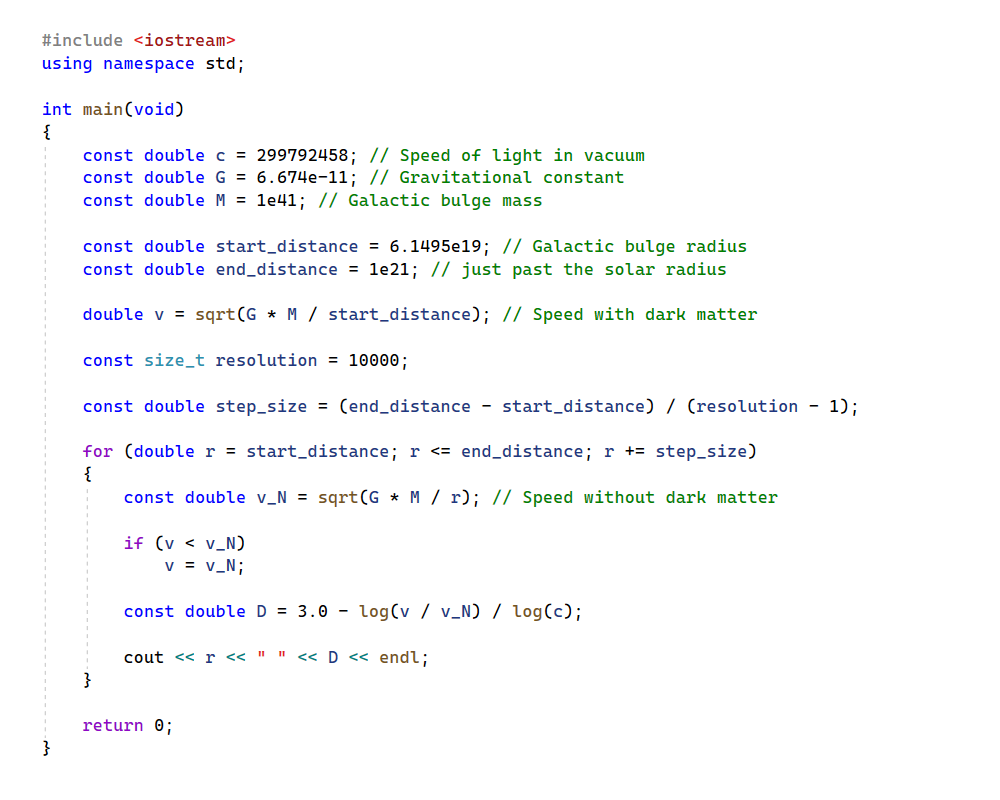 #include <iostream>
using namespace std;

int main(void)
{
    const double c = 299792458; // Speed of light in vacuum
    const double G = 6.674e-11; // Gravitational constant
    const double M = 1e41; // Galactic bulge mass

    const double start_distance = 6.1495e19; // Galactic bulge radius
    const double end_distance = 1e21; // just past the solar radius

    double v = sqrt(G * M / start_distance); // Speed with dark matter

    const size_t resolution = 10000;

    const double step_size = (end_distance - start_distance) / (resolution - 1);

    for (double r = start_distance; r <= end_distance; r += step_size)
    {
        const double v_N = sqrt(G * M / r); // Speed without dark matter

        if (v < v_N)
            v = v_N;

        const double D = 3.0 - log(v / v_N) / log(c);

        cout << r << " " << D << endl;
    }

    return 0;
}